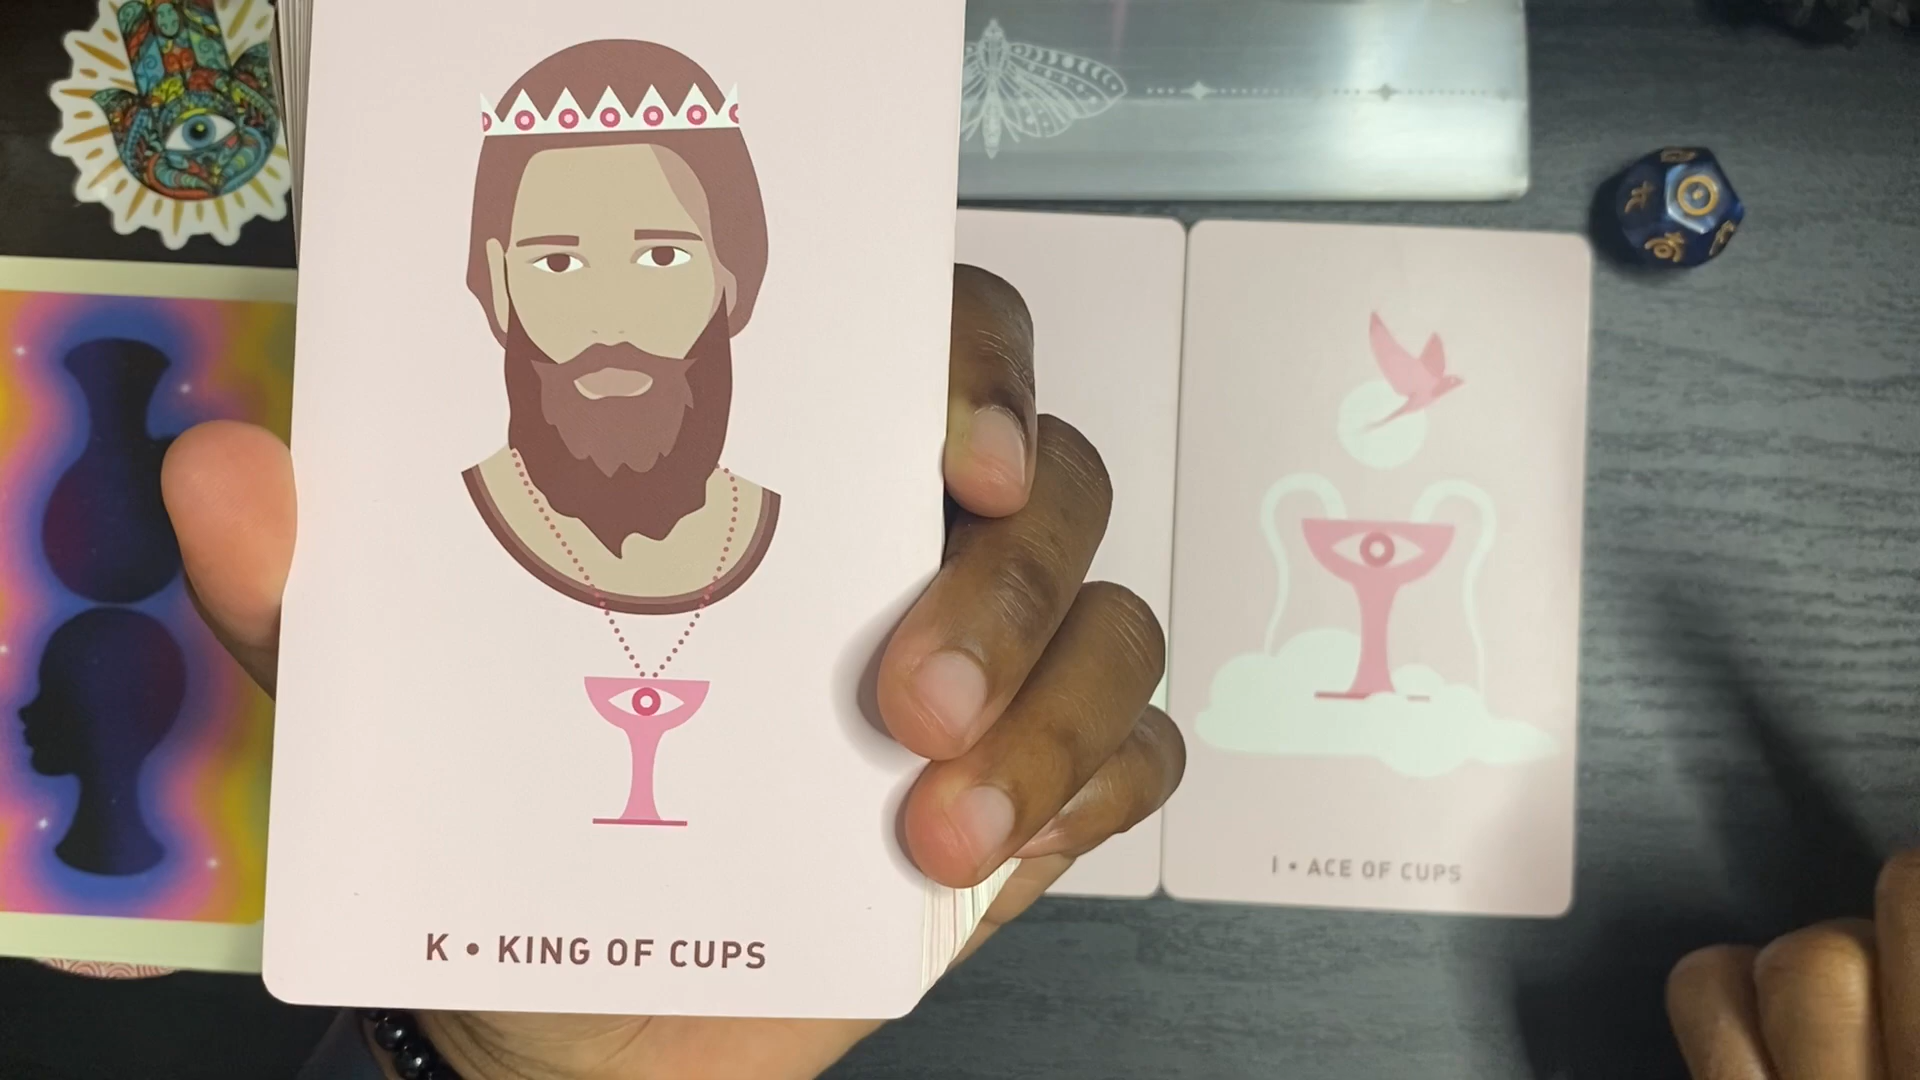 K • KING OF CUPS
I • ACE OF CUPS